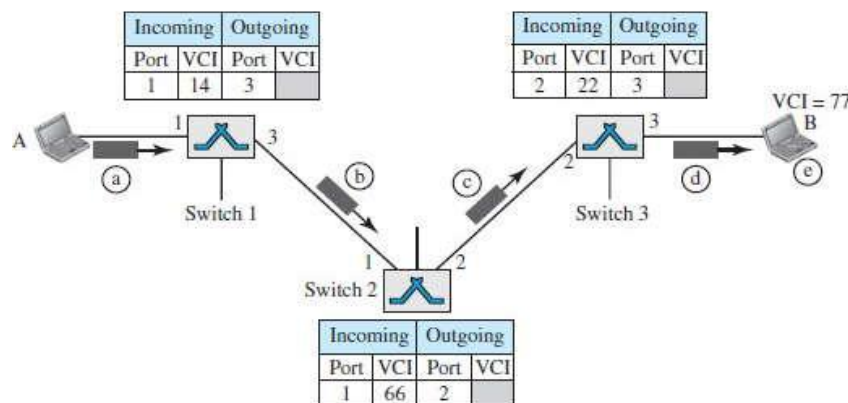 Incoming Outgoing
Port VCI Port VCI
1 14 3
Incoming Outgoing
Port VCI Port VCI
2 22 3
VCI = 77
A
1
3
2
3
B
a
b
c
d
e
Switch 1
Switch 3
1
2
Switch 2
Incoming Outgoing
Port VCI Port VCI
1 66 2